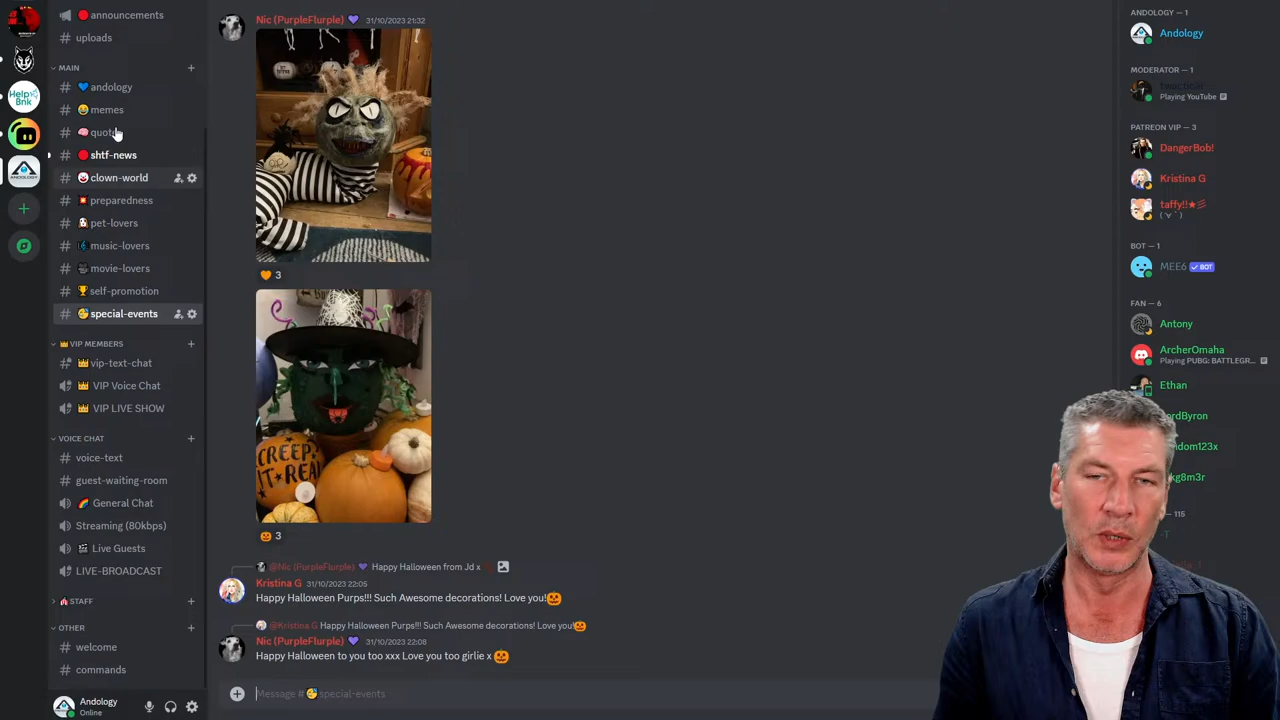 announcements
uploads
MAIN
andology
memes
shtf-news
clown-world
preparedness
pet-lovers
music-lovers
movie-lovers
self-promotion
special-events
VIP MEMBERS
vip-text-chat
VIP Voice Chat
VIP LIVE SHOW
VOICE CHAT
voice-text
guest-waiting-room
General Chat
Streaming (80kbps)
Live Guests
LIVE-BROADCAST
STAFF
OTHER
welcome
commands
Andology
Online
HelpBnk
Nic (PurpleFlurple) 31/10/2023 21:32
3
CREEP IT REAL
3
@Nic (PurpleFlurple) Happy Halloween from Jd x
Kristina G 31/10/2023 22:05
Happy Halloween Purps!!! Such Awesome decorations! Love you!
@Kristina G Happy Halloween Purps!!! Such Awesome decorations! Love you!
Nic (PurpleFlurple) 31/10/2023 22:08
Happy Halloween to you too xxx Love you too girlie x
Message # special-events
ANDOLOGY — 1
Andology
MODERATOR — 1
Playing YouTube
PATREON VIP — 3
DangerBob!
Kristina G
taffy!!★彡
BOT — 1
MEE6 BOT
FAN — 6
Antony
ArcherOmaha
Playing PUBG: BATTLEGR...
Ethan
— 115